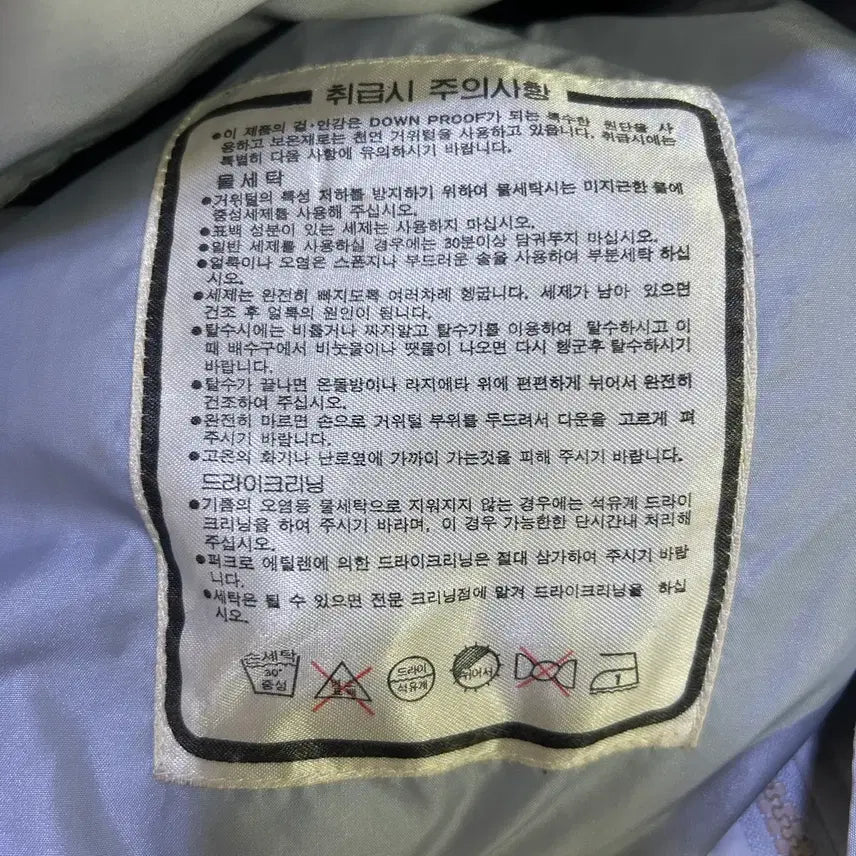 취급시 주의사항
●이 제품의 겉·안감은 DOWN PROOF가 되는 특수한 원단을 사
용하고 보온재로는 천연 거위털을 사용하고 있읍니다. 취급시에는
특별히 다음 사항에 유의하시기 바랍니다.
물세탁
●거위털의 특성 저하를 방지하기 위하여 물세탁시는 미지근한 물에
중성세제를 사용해 주십시오.
●표백 성분이 있는 세제는 사용하지 마십시오.
●일반 세제를 사용하실 경우에는 30분이상 담궈두지 마십시오.
●얼룩이나 오염은 스폰지나 부드러운 솔을 사용하여 부분세탁 하십
시오.
●세제는 완전히 빠지도록 여러차례 헹굽니다. 세제가 남아 있으면
건조 후 얼룩의 원인이 됩니다.
●탈수시에는 비틀거나 짜지말고 탈수기를 이용하여 탈수하시고 이
때 배수구에서 비눗물이나 땟물이 나오면 다시 헹군후 탈수하시기
바랍니다.
●탈수가 끝나면 온돌방이나 라지에타 위에 편편하게 뉘어서 완전히
건조하여 주십시오.
●완전히 마르면 손으로 거위털 부위를 두드려서 다운을 고르게 펴
주시기 바랍니다.
●고온의 화기나 난로옆에 가까이 가는것을 피해 주시기 바랍니다.
드라이크리닝
●기름의 오염등 물세탁으로 지워지지 않는 경우에는 석유계 드라이
크리닝을 하여 주시기 바라며, 이 경우 가능한한 단시간내 처리해
주십시오.
●퍼크로 에틸렌에 의한 드라이크리닝은 절대 삼가하여 주시기 바랍
니다.
●세탁은 될 수 있으면 전문 크리닝점에 맡겨 드라이크리닝을 하십
시오.
손세탁 30° 중성 드라이 석유계 뉘어서 1